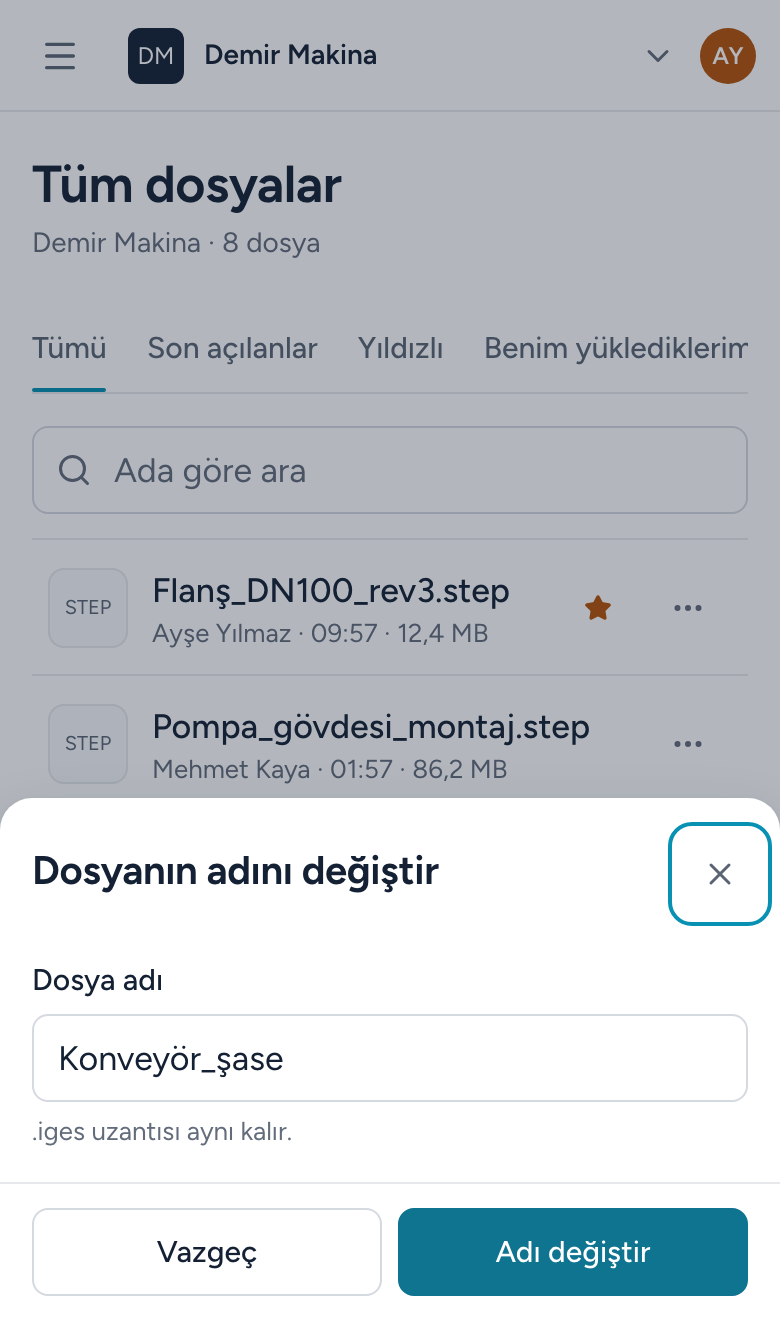 DM Demir Makina AY
Tüm dosyalar
Demir Makina · 8 dosya
Tümü Son açılanlar Yıldızlı Benim yüklediklerim
Ada göre ara
STEP Flanş_DN100_rev3.step
Ayşe Yılmaz · 09:57 · 12,4 MB
STEP Pompa_gövdesi_montaj.step
Mehmet Kaya · 01:57 · 86,2 MB
Dosyanın adını değiştir
Dosya adı
Konveyör_şase
.iges uzantısı aynı kalır.
Vazgeç Adı değiştir